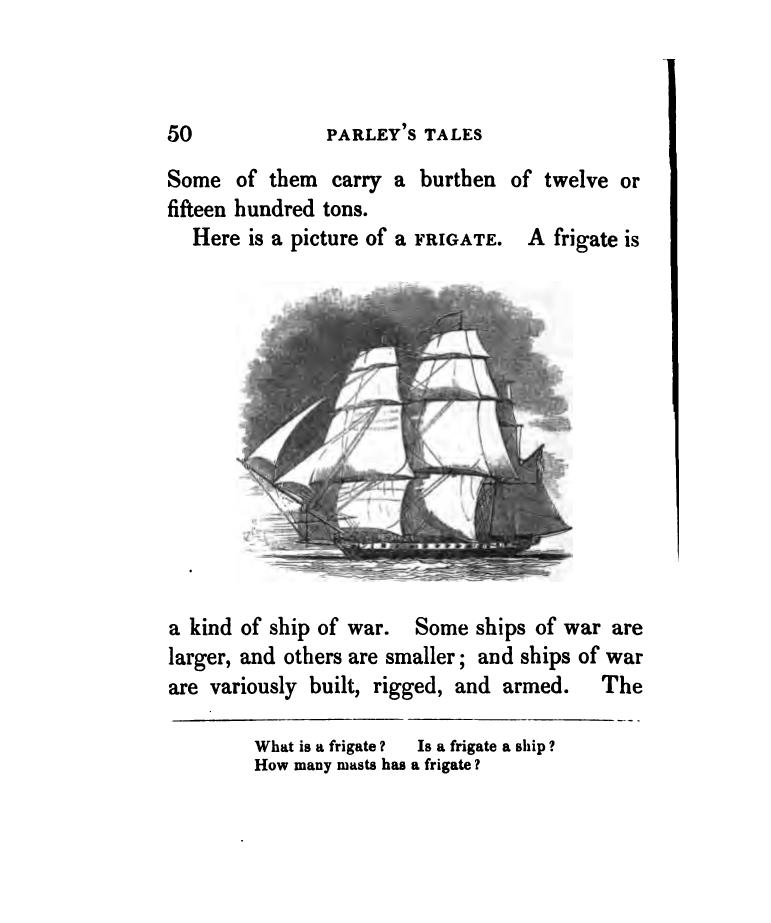 50 PARLEY'S TALES
Some of them carry a burthen of twelve or
fifteen hundred tons.
Here is a picture of a FRIGATE. A frigate is
a kind of ship of war. Some ships of war are
larger, and others are smaller; and ships of war
are variously built, rigged, and armed. The
What is a frigate? Is a frigate a ship?
How many masts has a frigate?